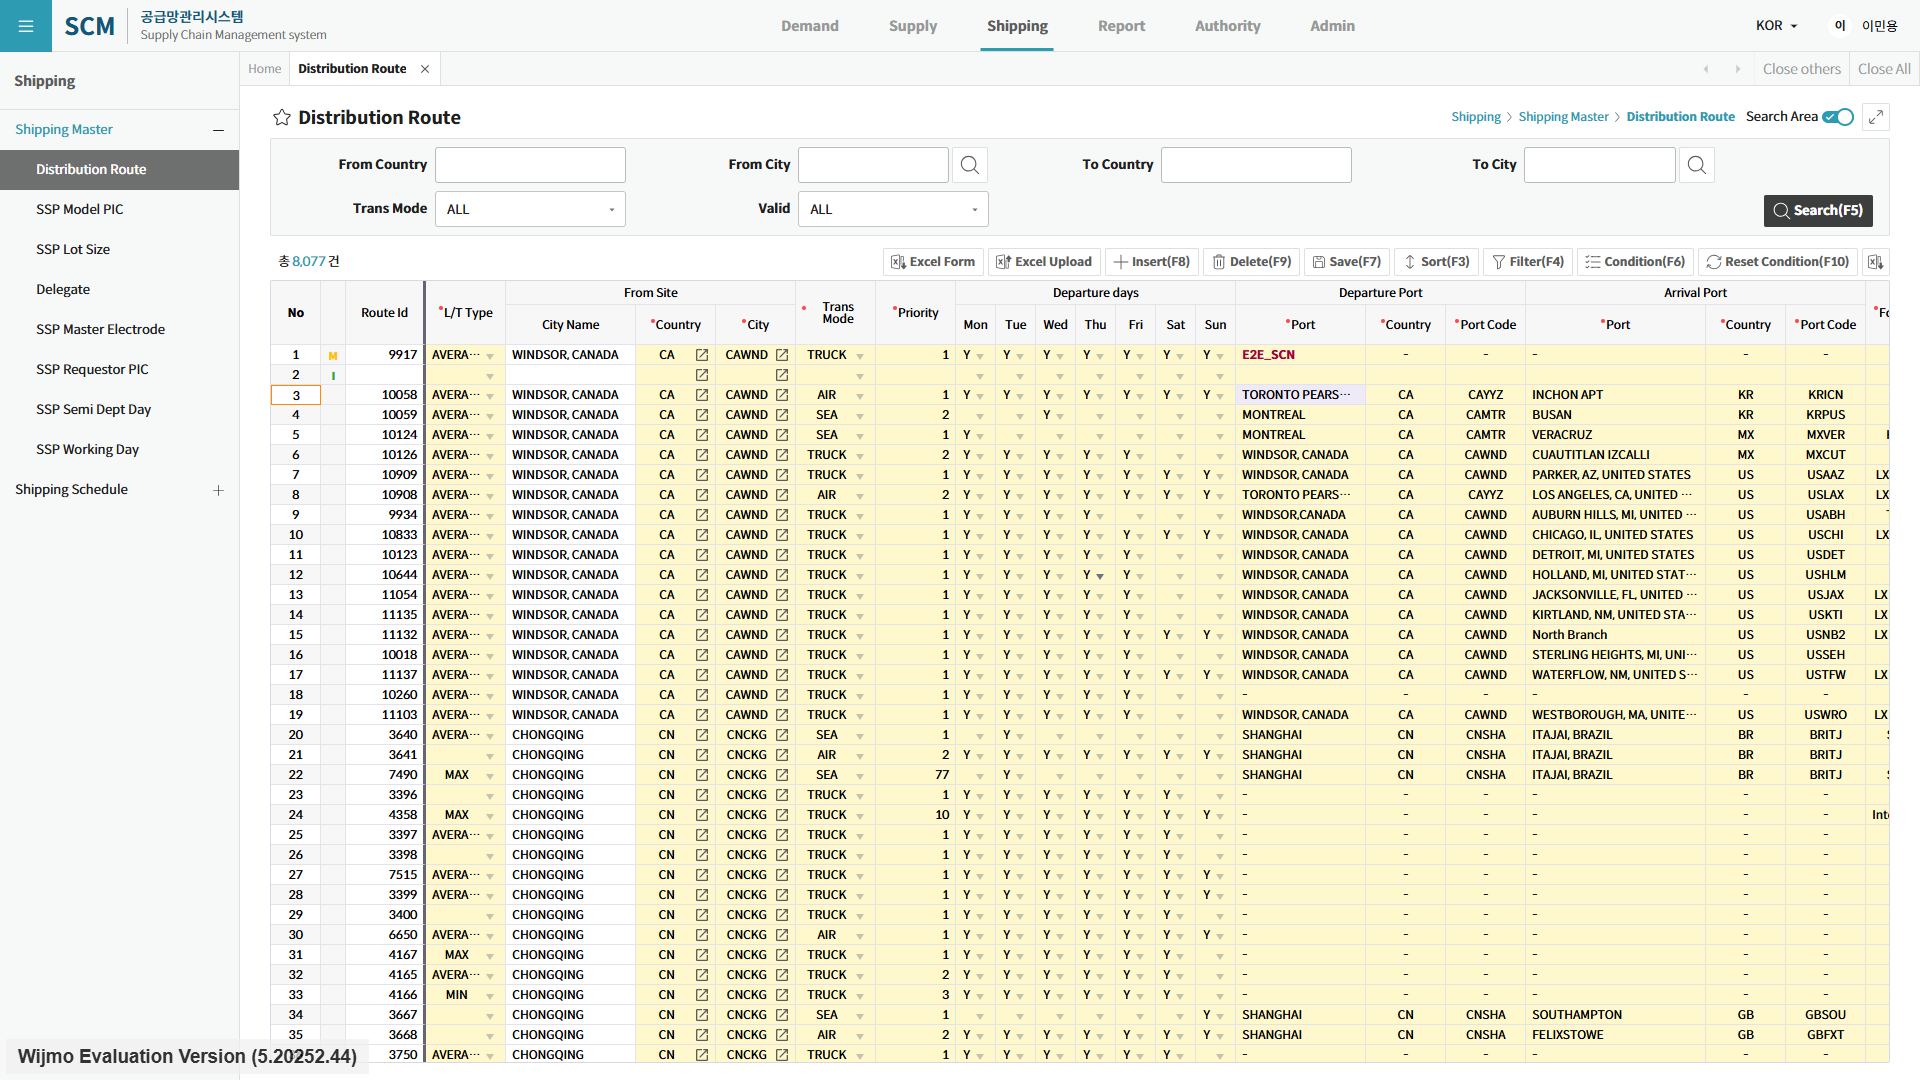 SCM 공급망관리시스템
Supply Chain Management system
Demand Supply Shipping Report Authority Admin
KOR 이 이민용
Shipping
Home Distribution Route Close others Close All
Shipping Master
Distribution Route
SSP Model PIC
SSP Lot Size
Delegate
SSP Master Electrode
SSP Requestor PIC
SSP Semi Dept Day
SSP Working Day
Shipping Schedule
Distribution Route
Shipping > Shipping Master > Distribution Route Search Area
From Country From City To Country To City
Trans Mode ALL Valid ALL Search(F5)
총 8,077 건 Excel Form Excel Upload Insert(F8) Delete(F9) Save(F7) Sort(F3) Filter(F4) Condition(F6) Reset Condition(F10)
No Route Id *L/T Type From Site * Trans Mode *Priority Departure days Departure Port Arrival Port
City Name *Country *City Mon Tue Wed Thu Fri Sat Sun *Port *Country *Port Code *Port *Country *Port Code
1 M 9917 AVERA··· WINDSOR, CANADA CA CAWND TRUCK 1 Y Y Y Y Y Y Y E2E_SCN - - - - -
2 I
3 10058 AVERA··· WINDSOR, CANADA CA CAWND AIR 1 Y Y Y Y Y Y Y TORONTO PEARS··· CA CAYYZ INCHON APT KR KRICN
4 10059 AVERA··· WINDSOR, CANADA CA CAWND SEA 2 Y MONTREAL CA CAMTR BUSAN KR KRPUS
5 10124 AVERA··· WINDSOR, CANADA CA CAWND SEA 1 Y MONTREAL CA CAMTR VERACRUZ MX MXVER
6 10126 AVERA··· WINDSOR, CANADA CA CAWND TRUCK 2 Y Y Y Y Y WINDSOR, CANADA CA CAWND CUAUTITLAN IZCALLI MX MXCUT
7 10909 AVERA··· WINDSOR, CANADA CA CAWND TRUCK 1 Y Y Y Y Y Y Y WINDSOR, CANADA CA CAWND PARKER, AZ, UNITED STATES US USAAZ LX
8 10908 AVERA··· WINDSOR, CANADA CA CAWND AIR 2 Y Y Y Y Y Y Y TORONTO PEARS··· CA CAYYZ LOS ANGELES, CA, UNITED ··· US USLAX LX
9 9934 AVERA··· WINDSOR, CANADA CA CAWND TRUCK 1 Y Y Y Y WINDSOR,CANADA CA CAWND AUBURN HILLS, MI, UNITED ··· US USABH
10 10833 AVERA··· WINDSOR, CANADA CA CAWND TRUCK 1 Y Y Y Y Y Y Y WINDSOR, CANADA CA CAWND CHICAGO, IL, UNITED STATES US USCHI LX
11 10123 AVERA··· WINDSOR, CANADA CA CAWND TRUCK 1 Y Y Y Y Y WINDSOR, CANADA CA CAWND DETROIT, MI, UNITED STATES US USDET
12 10644 AVERA··· WINDSOR, CANADA CA CAWND TRUCK 1 Y Y Y Y Y WINDSOR, CANADA CA CAWND HOLLAND, MI, UNITED STAT··· US USHLM
13 11054 AVERA··· WINDSOR, CANADA CA CAWND TRUCK 1 Y Y Y Y Y WINDSOR, CANADA CA CAWND JACKSONVILLE, FL, UNITED ··· US USJAX LX
14 11135 AVERA··· WINDSOR, CANADA CA CAWND TRUCK 1 Y Y Y Y Y WINDSOR, CANADA CA CAWND KIRTLAND, NM, UNITED STA··· US USKTI LX
15 11132 AVERA··· WINDSOR, CANADA CA CAWND TRUCK 1 Y Y Y Y Y Y Y WINDSOR, CANADA CA CAWND North Branch US USNB2 LX
16 10018 AVERA··· WINDSOR, CANADA CA CAWND TRUCK 1 Y Y Y Y Y WINDSOR, CANADA CA CAWND STERLING HEIGHTS, MI, UNI··· US USSEH
17 11137 AVERA··· WINDSOR, CANADA CA CAWND TRUCK 1 Y Y Y Y Y Y Y WINDSOR, CANADA CA CAWND WATERFLOW, NM, UNITED S··· US USTFW LX
18 10260 AVERA··· WINDSOR, CANADA CA CAWND TRUCK 1 Y Y Y Y Y - - - - - -
19 11103 AVERA··· WINDSOR, CANADA CA CAWND TRUCK 1 Y Y Y Y Y WINDSOR, CANADA CA CAWND WESTBOROUGH, MA, UNITE··· US USWRO LX
20 3640 AVERA··· CHONGQING CN CNCKG SEA 1 Y SHANGHAI CN CNSHA ITAJAI, BRAZIL BR BRITJ
21 3641 CHONGQING CN CNCKG AIR 2 Y Y Y Y Y Y Y SHANGHAI CN CNSHA ITAJAI, BRAZIL BR BRITJ
22 7490 MAX CHONGQING CN CNCKG SEA 77 Y SHANGHAI CN CNSHA ITAJAI, BRAZIL BR BRITJ
23 3396 CHONGQING CN CNCKG TRUCK 1 Y Y Y Y Y Y - - - - - -
24 4358 MAX CHONGQING CN CNCKG TRUCK 10 Y Y Y Y Y Y Y - - - - - -
25 3397 AVERA··· CHONGQING CN CNCKG TRUCK 1 Y Y Y Y Y Y - - - - - -
26 3398 CHONGQING CN CNCKG TRUCK 1 Y Y Y Y Y Y - - - - - -
27 7515 AVERA··· CHONGQING CN CNCKG TRUCK 1 Y Y Y Y Y Y Y - - - - - -
28 3399 AVERA··· CHONGQING CN CNCKG TRUCK 1 Y Y Y Y Y Y Y - - - - - -
29 3400 CHONGQING CN CNCKG TRUCK 1 Y Y Y Y Y Y - - - - - -
30 6650 AVERA··· CHONGQING CN CNCKG AIR 1 Y Y Y Y Y Y Y - - - - - -
31 4167 MAX CHONGQING CN CNCKG TRUCK 1 Y Y Y Y Y Y - - - - - -
32 4165 AVERA··· CHONGQING CN CNCKG TRUCK 2 Y Y Y Y Y Y - - - - - -
33 4166 MIN CHONGQING CN CNCKG TRUCK 3 Y Y Y Y Y Y - - - - - -
34 3667 CHONGQING CN CNCKG SEA 1 Y SHANGHAI CN CNSHA SOUTHAMPTON GB GBSOU
35 3668 CHONGQING CN CNCKG AIR 2 Y Y Y Y Y Y Y SHANGHAI CN CNSHA FELIXSTOWE GB GBFXT
3750 AVERA··· CHONGQING CN CNCKG TRUCK 1 Y Y Y Y Y Y - - - - - -
Wijmo Evaluation Version (5.20252.44)